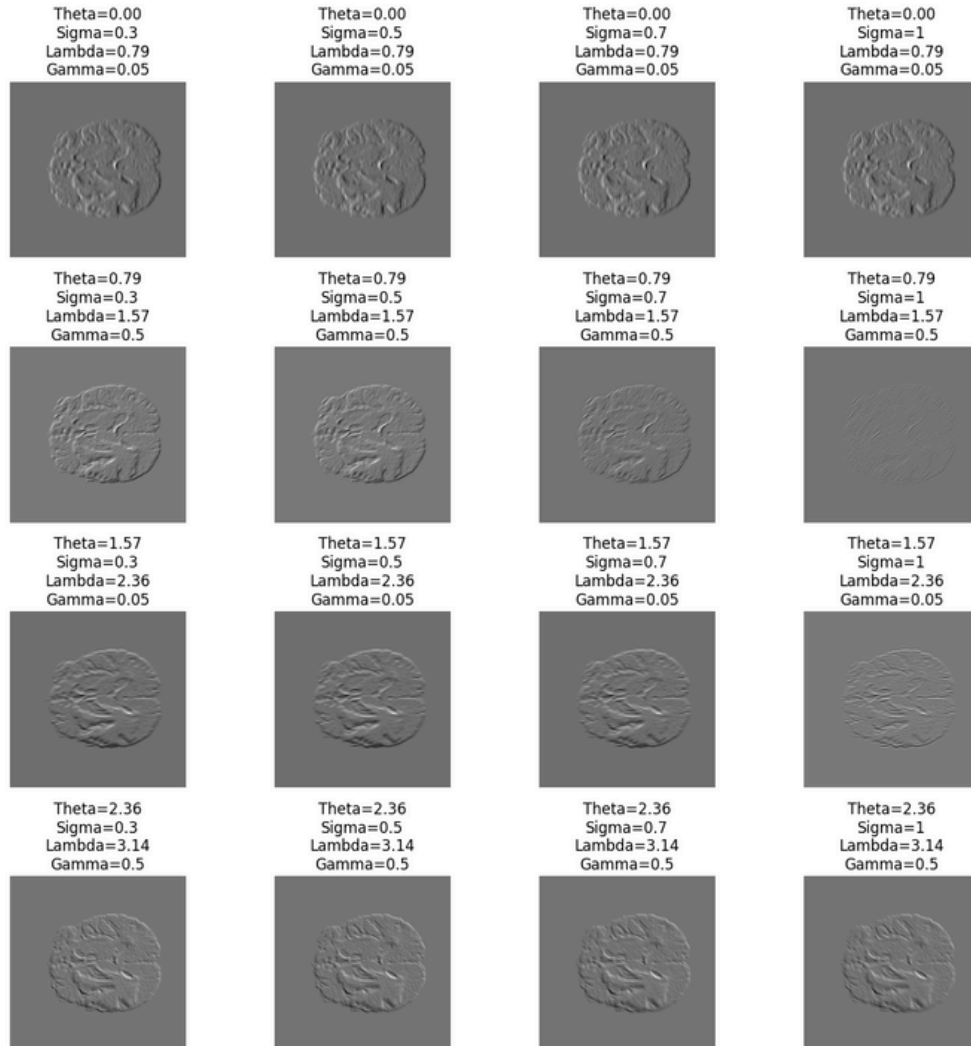 Theta=0.00
Sigma=0.3
Lambda=0.79
Gamma=0.05
Theta=0.00
Sigma=0.5
Lambda=0.79
Gamma=0.05
Theta=0.00
Sigma=0.7
Lambda=0.79
Gamma=0.05
Theta=0.00
Sigma=1
Lambda=0.79
Gamma=0.05
Theta=0.79
Sigma=0.3
Lambda=1.57
Gamma=0.5
Theta=0.79
Sigma=0.5
Lambda=1.57
Gamma=0.5
Theta=0.79
Sigma=0.7
Lambda=1.57
Gamma=0.5
Theta=0.79
Sigma=1
Lambda=1.57
Gamma=0.5
Theta=1.57
Sigma=0.3
Lambda=2.36
Gamma=0.05
Theta=1.57
Sigma=0.5
Lambda=2.36
Gamma=0.05
Theta=1.57
Sigma=0.7
Lambda=2.36
Gamma=0.05
Theta=1.57
Sigma=1
Lambda=2.36
Gamma=0.05
Theta=2.36
Sigma=0.3
Lambda=3.14
Gamma=0.5
Theta=2.36
Sigma=0.5
Lambda=3.14
Gamma=0.5
Theta=2.36
Sigma=0.7
Lambda=3.14
Gamma=0.5
Theta=2.36
Sigma=1
Lambda=3.14
Gamma=0.5